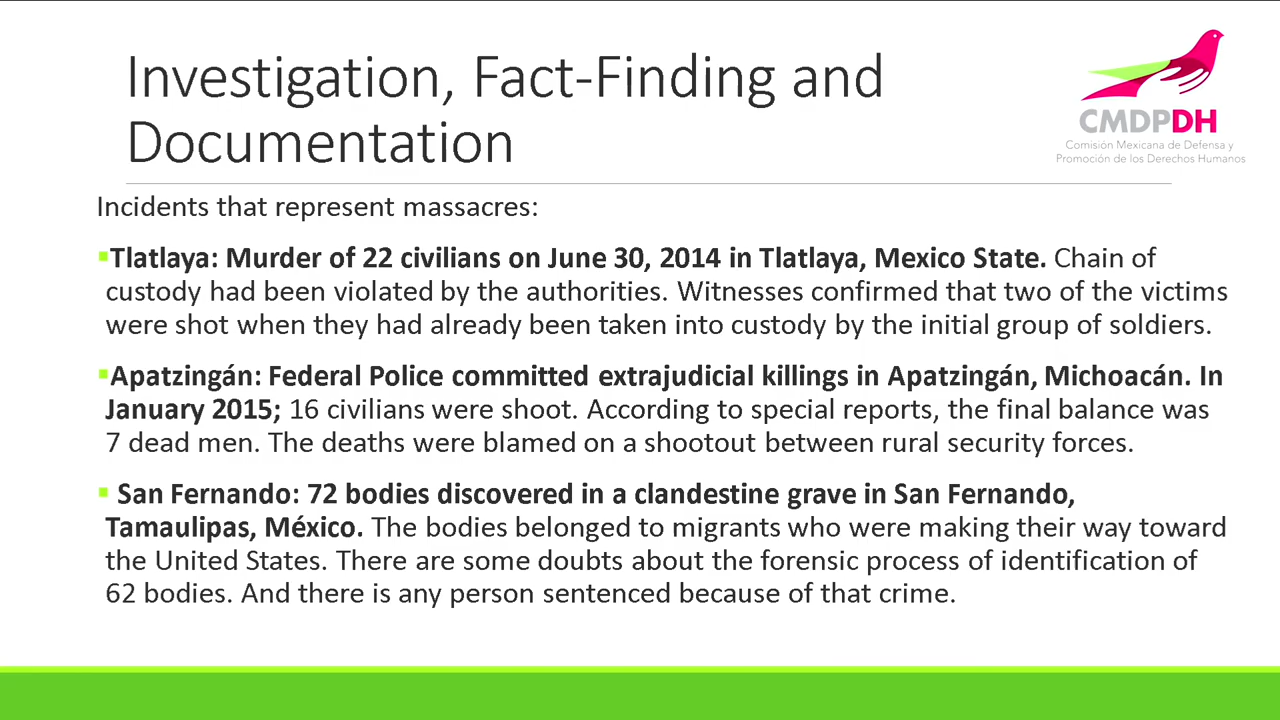 Investigation, Fact-Finding and
Documentation
CMDPDH
Comisión Mexicana de Defensa y
Promoción de los Derechos Humanos
Incidents that represent massacres:
▪Tlatlaya: Murder of 22 civilians on June 30, 2014 in Tlatlaya, Mexico State. Chain of
custody had been violated by the authorities. Witnesses confirmed that two of the victims
were shot when they had already been taken into custody by the initial group of soldiers.
▪Apatzingán: Federal Police committed extrajudicial killings in Apatzingán, Michoacán. In
January 2015; 16 civilians were shoot. According to special reports, the final balance was
7 dead men. The deaths were blamed on a shootout between rural security forces.
▪ San Fernando: 72 bodies discovered in a clandestine grave in San Fernando,
Tamaulipas, México. The bodies belonged to migrants who were making their way toward
the United States. There are some doubts about the forensic process of identification of
62 bodies. And there is any person sentenced because of that crime.